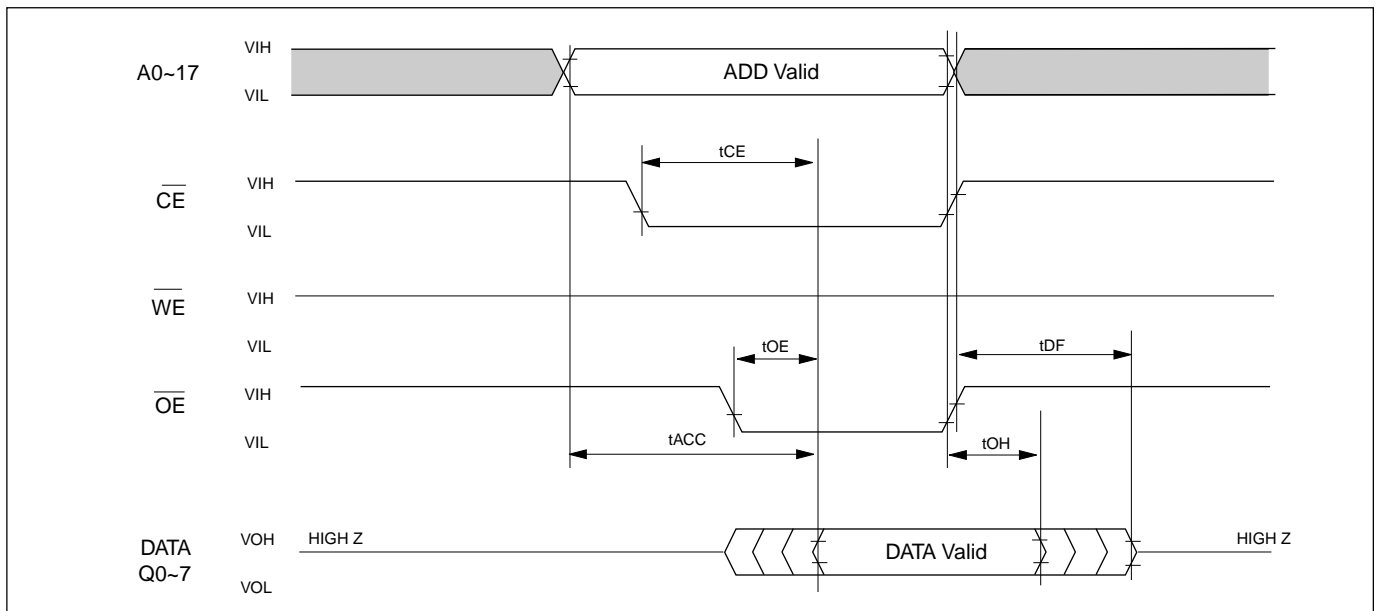 A0~17
VIH
VIL
ADD Valid
tCE
CE
VIH
VIL
WE
VIH
VIL
tOE
tDF
OE
VIH
VIL
tACC
tOH
DATA
Q0~7
VOH
VOL
HIGH Z
DATA Valid
HIGH Z